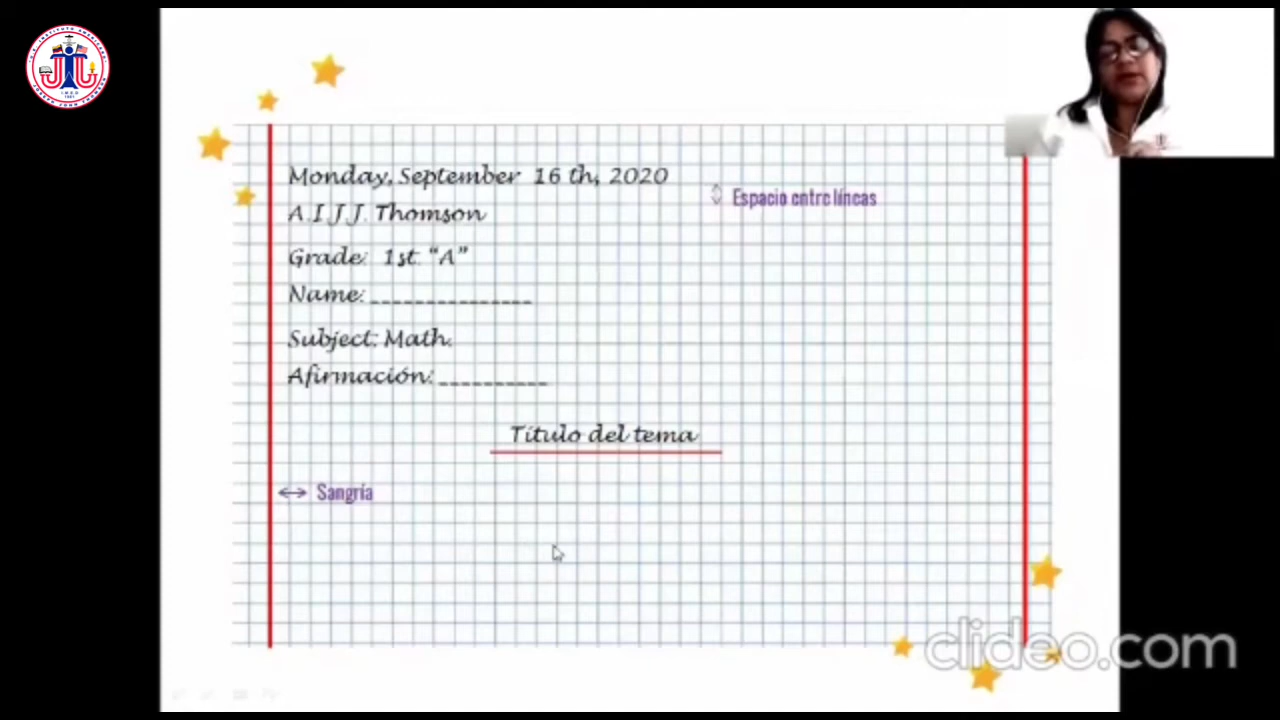 Monday, September 16 th, 2020
Espacio entre líneas
A.I.J.J. Thomson
Grade: 1st. "A"
Name: _______________
Subject: Math.
Afirmación: __________
Título del tema
Sangría
clideo.com